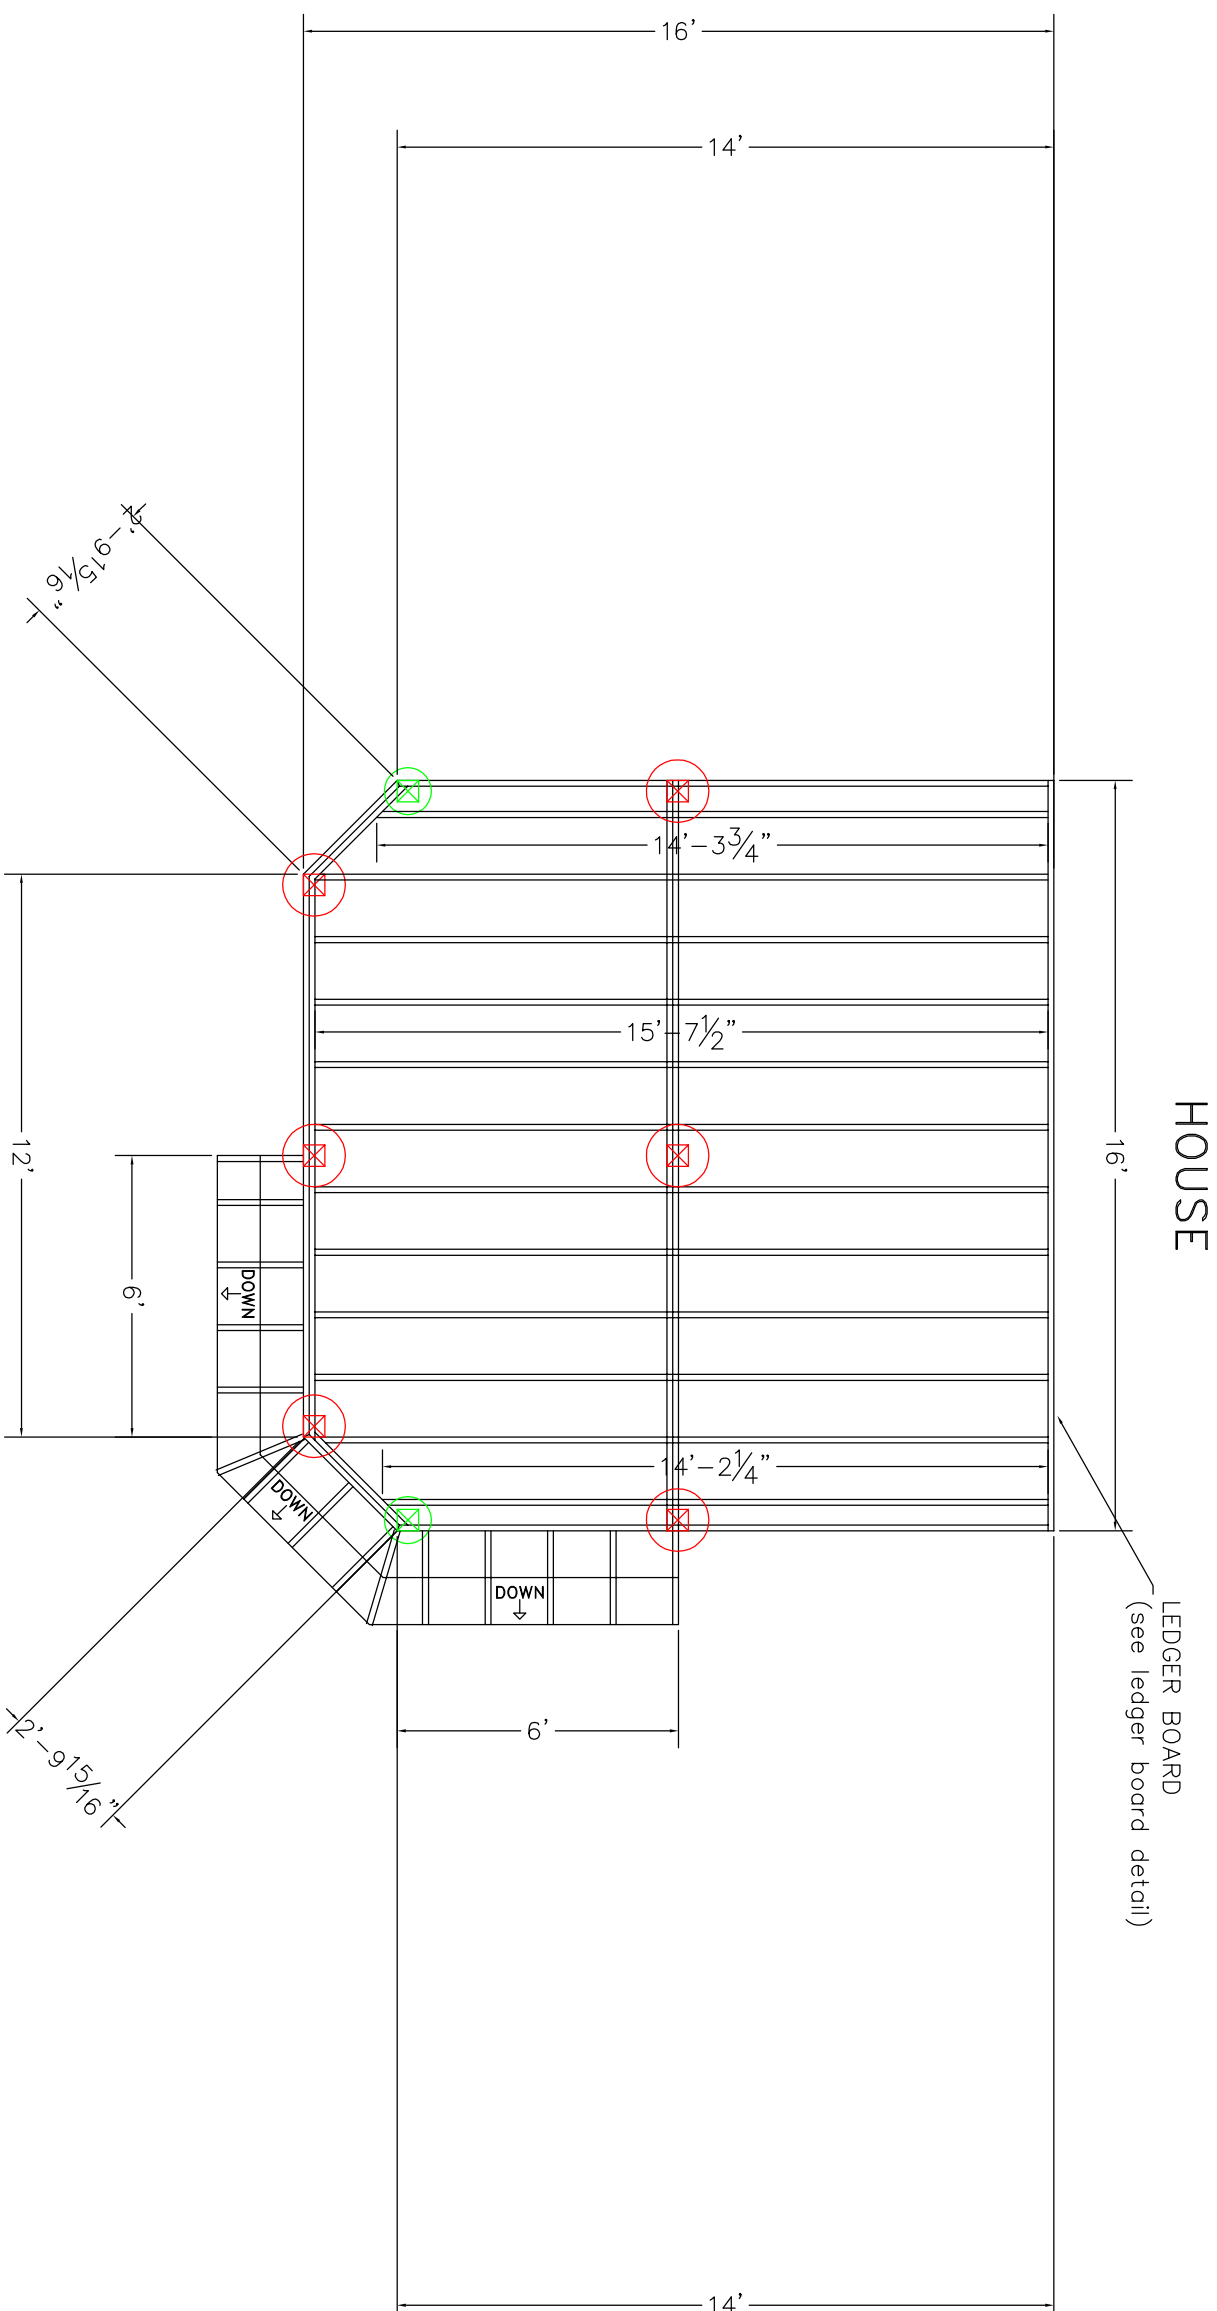 16'
14'
2'-9 15/16"
14'-3 3/4"
15'-7 1/2"
HOUSE
16'
12'
6'
DOWN
14'-2 1/4"
DOWN
DOWN
LEDGER BOARD
(see ledger board detail)
6'
2'-9 15/16"
14'